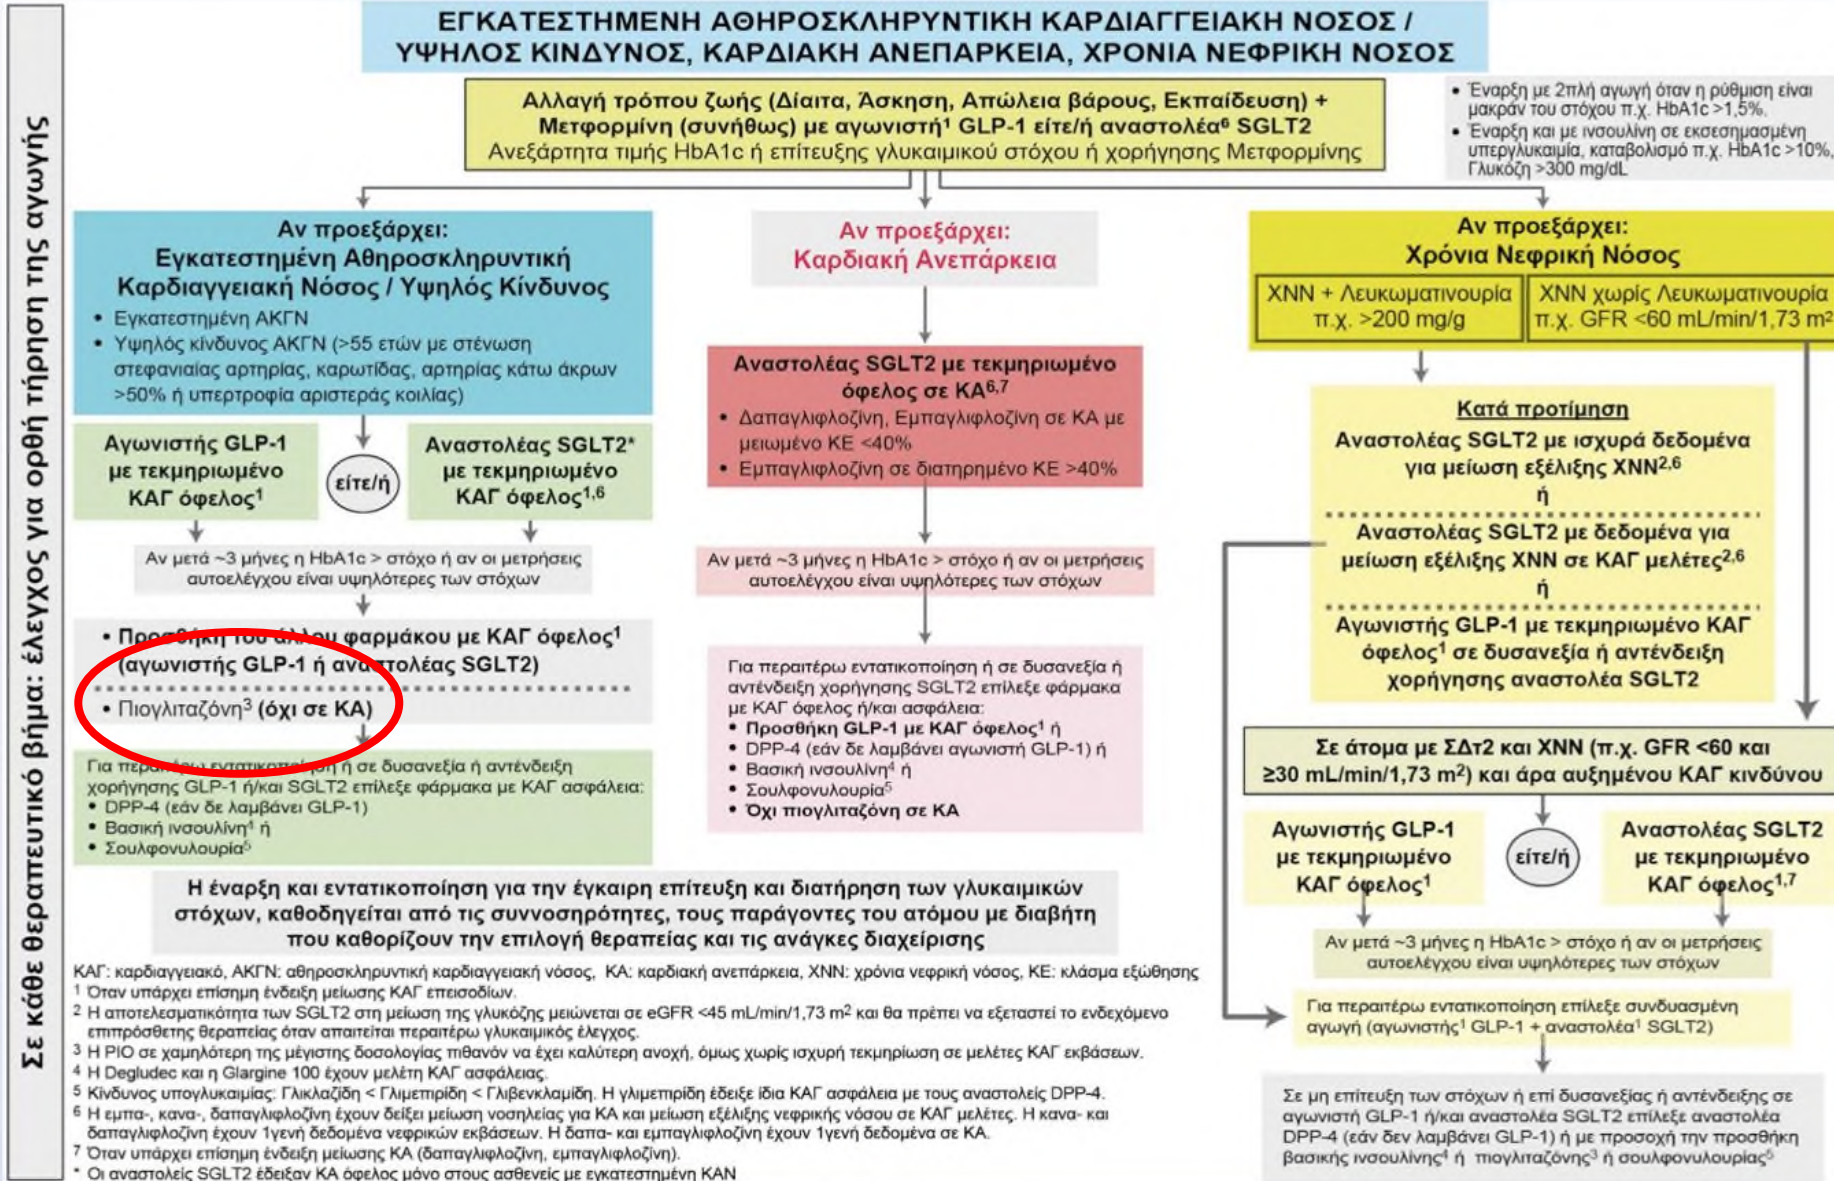 Σε κάθε θεραπευτικό βήμα: έλεγχος για ορθή τήρηση της αγωγής
ΕΓΚΑΤΕΣΤΗΜΕΝΗ ΑΘΗΡΟΣΚΛΗΡΥΝΤΙΚΗ ΚΑΡΔΙΑΓΓΕΙΑΚΗ ΝΟΣΟΣ /
ΥΨΗΛΟΣ ΚΙΝΔΥΝΟΣ, ΚΑΡΔΙΑΚΗ ΑΝΕΠΑΡΚΕΙΑ, ΧΡΟΝΙΑ ΝΕΦΡΙΚΗ ΝΟΣΟΣ
Αλλαγή τρόπου ζωής (Δίαιτα, Άσκηση, Απώλεια βάρους, Εκπαίδευση) +
Μετφορμίνη (συνήθως) με αγωνιστή¹ GLP-1 είτε/ή αναστολέα⁶ SGLT2
Ανεξάρτητα τιμής HbA1c ή επίτευξης γλυκαιμικού στόχου ή χορήγησης Μετφορμίνης
• Έναρξη με 2πλή αγωγή όταν η ρύθμιση είναι
μακράν του στόχου π.χ. HbA1c >1,5%.
• Έναρξη και με ινσουλίνη σε εκσεσημασμένη
υπεργλυκαιμία, καταβολισμό π.χ. HbA1c >10%,
Γλυκόζη >300 mg/dL
Αν προεξάρχει:
Εγκατεστημένη Αθηροσκληρυντική
Καρδιαγγειακή Νόσος / Υψηλός Κίνδυνος
• Εγκατεστημένη ΑΚΓΝ
• Υψηλός κίνδυνος ΑΚΓΝ (>55 ετών με στένωση
στεφανιαίας αρτηρίας, καρωτίδας, αρτηρίας κάτω άκρων
>50% ή υπερτροφία αριστεράς κοιλίας)
Αγωνιστής GLP-1
με τεκμηριωμένο
ΚΑΓ όφελος¹
είτε/ή
Αναστολέας SGLT2*
με τεκμηριωμένο
ΚΑΓ όφελος¹,⁶
Αν μετά ~3 μήνες η HbA1c > στόχο ή αν οι μετρήσεις
αυτοελέγχου είναι υψηλότερες των στόχων
• Προσθήκη του άλλου φαρμάκου με ΚΑΓ όφελος¹
(αγωνιστής GLP-1 ή αναστολέας SGLT2)
• Πιογλιταζόνη³ (όχι σε ΚΑ)
Για περαιτέρω εντατικοποίηση ή σε δυσανεξία ή αντένδειξη
χορήγησης GLP-1 ή/και SGLT2 επίλεξε φάρμακα με ΚΑΓ ασφάλεια:
• DPP-4 (εάν δε λαμβάνει GLP-1)
• Βασική ινσουλίνη⁴ ή
• Σουλφονυλουρία⁵
Αν προεξάρχει:
Καρδιακή Ανεπάρκεια
Αναστολέας SGLT2 με τεκμηριωμένο
όφελος σε ΚΑ⁶,⁷
• Δαπαγλιφλοζίνη, Εμπαγλιφλοζίνη σε ΚΑ με
μειωμένο ΚΕ <40%
• Εμπαγλιφλοζίνη σε διατηρημένο ΚΕ >40%
Αν μετά ~3 μήνες η HbA1c > στόχο ή αν οι μετρήσεις
αυτοελέγχου είναι υψηλότερες των στόχων
Για περαιτέρω εντατικοποίηση ή σε δυσανεξία ή
αντένδειξη χορήγησης SGLT2 επίλεξε φάρμακα
με ΚΑΓ όφελος ή/και ασφάλεια:
• Προσθήκη GLP-1 με ΚΑΓ όφελος¹ ή
• DPP-4 (εάν δε λαμβάνει αγωνιστή GLP-1) ή
• Βασική ινσουλίνη⁴ ή
• Σουλφονυλουρία⁵
• Όχι πιογλιταζόνη σε ΚΑ
Αν προεξάρχει:
Χρόνια Νεφρική Νόσος
ΧΝΝ + Λευκωματινουρία
π.χ. >200 mg/g
ΧΝΝ χωρίς Λευκωματινουρία
π.χ. GFR <60 mL/min/1,73 m²
Κατά προτίμηση
Αναστολέας SGLT2 με ισχυρά δεδομένα
για μείωση εξέλιξης ΧΝΝ²,⁶
ή
Αναστολέας SGLT2 με δεδομένα για
μείωση εξέλιξης ΧΝΝ σε ΚΑΓ μελέτες²,⁶
ή
Αγωνιστής GLP-1 με τεκμηριωμένο ΚΑΓ
όφελος¹ σε δυσανεξία ή αντένδειξη
χορήγησης αναστολέα SGLT2
Σε άτομα με ΣΔτ2 και ΧΝΝ (π.χ. GFR <60 και
≥30 mL/min/1,73 m²) και άρα αυξημένου ΚΑΓ κινδύνου
Αγωνιστής GLP-1
με τεκμηριωμένο
ΚΑΓ όφελος¹
είτε/ή
Αναστολέας SGLT2
με τεκμηριωμένο
ΚΑΓ όφελος¹,⁷
Αν μετά ~3 μήνες η HbA1c > στόχο ή αν οι μετρήσεις
αυτοελέγχου είναι υψηλότερες των στόχων
Για περαιτέρω εντατικοποίηση επίλεξε συνδυασμένη
αγωγή (αγωνιστής¹ GLP-1 + αναστολέα¹ SGLT2)
Σε μη επίτευξη των στόχων ή επί δυσανεξίας ή αντένδειξης σε
αγωνιστή GLP-1 ή/και αναστολέα SGLT2 επίλεξε αναστολέα
DPP-4 (εάν δεν λαμβάνει GLP-1) ή με προσοχή την προσθήκη
βασικής ινσουλίνης⁴ ή πιογλιταζόνης³ ή σουλφονυλουρίας⁵
Η έναρξη και εντατικοποίηση για την έγκαιρη επίτευξη και διατήρηση των γλυκαιμικών
στόχων, καθοδηγείται από τις συννοσηρότητες, τους παράγοντες του ατόμου με διαβήτη
που καθορίζουν την επιλογή θεραπείας και τις ανάγκες διαχείρισης
ΚΑΓ: καρδιαγγειακό, ΑΚΓΝ: αθηροσκληρυντική καρδιαγγειακή νόσος, ΚΑ: καρδιακή ανεπάρκεια, ΧΝΝ: χρόνια νεφρική νόσος, ΚΕ: κλάσμα εξώθησης
¹ Όταν υπάρχει επίσημη ένδειξη μείωσης ΚΑΓ επεισοδίων.
² Η αποτελεσματικότητα των SGLT2 στη μείωση της γλυκόζης μειώνεται σε eGFR <45 mL/min/1,73 m² και θα πρέπει να εξεταστεί το ενδεχόμενο
επιπρόσθετης θεραπείας όταν απαιτείται περαιτέρω γλυκαιμικός έλεγχος.
³ Η PIO σε χαμηλότερη της μέγιστης δοσολογίας πιθανόν να έχει καλύτερη ανοχή, όμως χωρίς ισχυρή τεκμηρίωση σε μελέτες ΚΑΓ εκβάσεων.
⁴ Η Degludec και η Glargine 100 έχουν μελέτη ΚΑΓ ασφάλειας.
⁵ Κίνδυνος υπογλυκαιμίας: Γλικλαζίδη < Γλιμεπιρίδη < Γλιβενκλαμίδη. Η γλιμεπιρίδη έδειξε ίδια ΚΑΓ ασφάλεια με τους αναστολείς DPP-4.
⁶ Η εμπα-, κανα-, δαπαγλιφλοζίνη έχουν δείξει μείωση νοσηλείας για ΚΑ και μείωση εξέλιξης νεφρικής νόσου σε ΚΑΓ μελέτες. Η κανα- και
δαπαγλιφλοζίνη έχουν 1γενή δεδομένα νεφρικών εκβάσεων. Η δαπα- και εμπαγλιφλοζίνη έχουν 1γενή δεδομένα σε ΚΑ.
⁷ Όταν υπάρχει επίσημη ένδειξη μείωσης ΚΑ (δαπαγλιφλοζίνη, εμπαγλιφλοζίνη).
* Οι αναστολείς SGLT2 έδειξαν ΚΑ όφελος μόνο στους ασθενείς με εγκατεστημένη ΚΑΝ